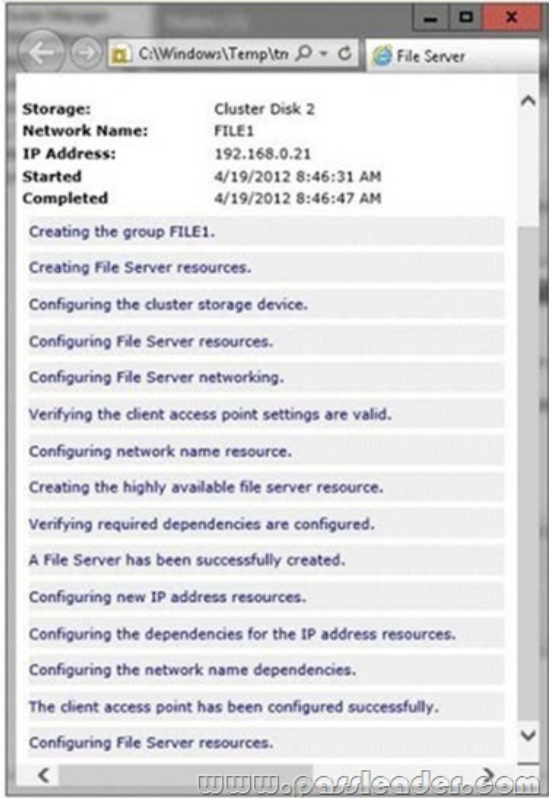 C:\Windows\Temp\tn
File Server
Storage: Cluster Disk 2
Network Name: FILE1
IP Address: 192.168.0.21
Started 4/19/2012 8:46:31 AM
Completed 4/19/2012 8:46:47 AM
Creating the group FILE1.
Creating File Server resources.
Configuring the cluster storage device.
Configuring File Server resources.
Configuring File Server networking.
Verifying the client access point settings are valid.
Configuring network name resource.
Creating the highly available file server resource.
Verifying required dependencies are configured.
A File Server has been successfully created.
Configuring new IP address resources.
Configuring the dependencies for the IP address resources.
Configuring the network name dependencies.
The client access point has been configured successfully.
Configuring File Server resources.
www.passleader.com